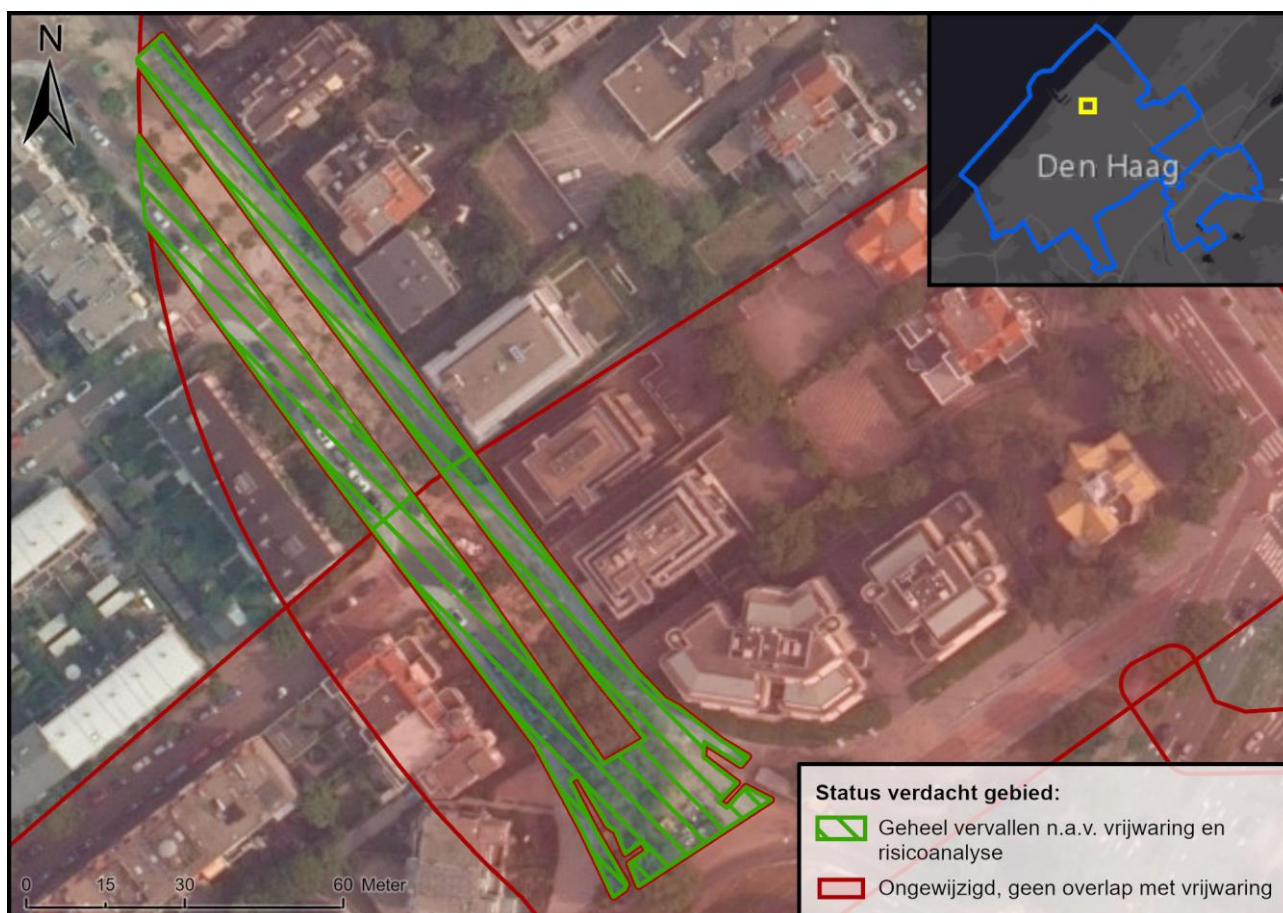 N
Den Haag
Status verdacht gebied:
Geheel vervallen n.a.v. vrijwaring en
risicoanalyse
Ongewijzigd, geen overlap met vrijwaring
0 15 30 60 Meter